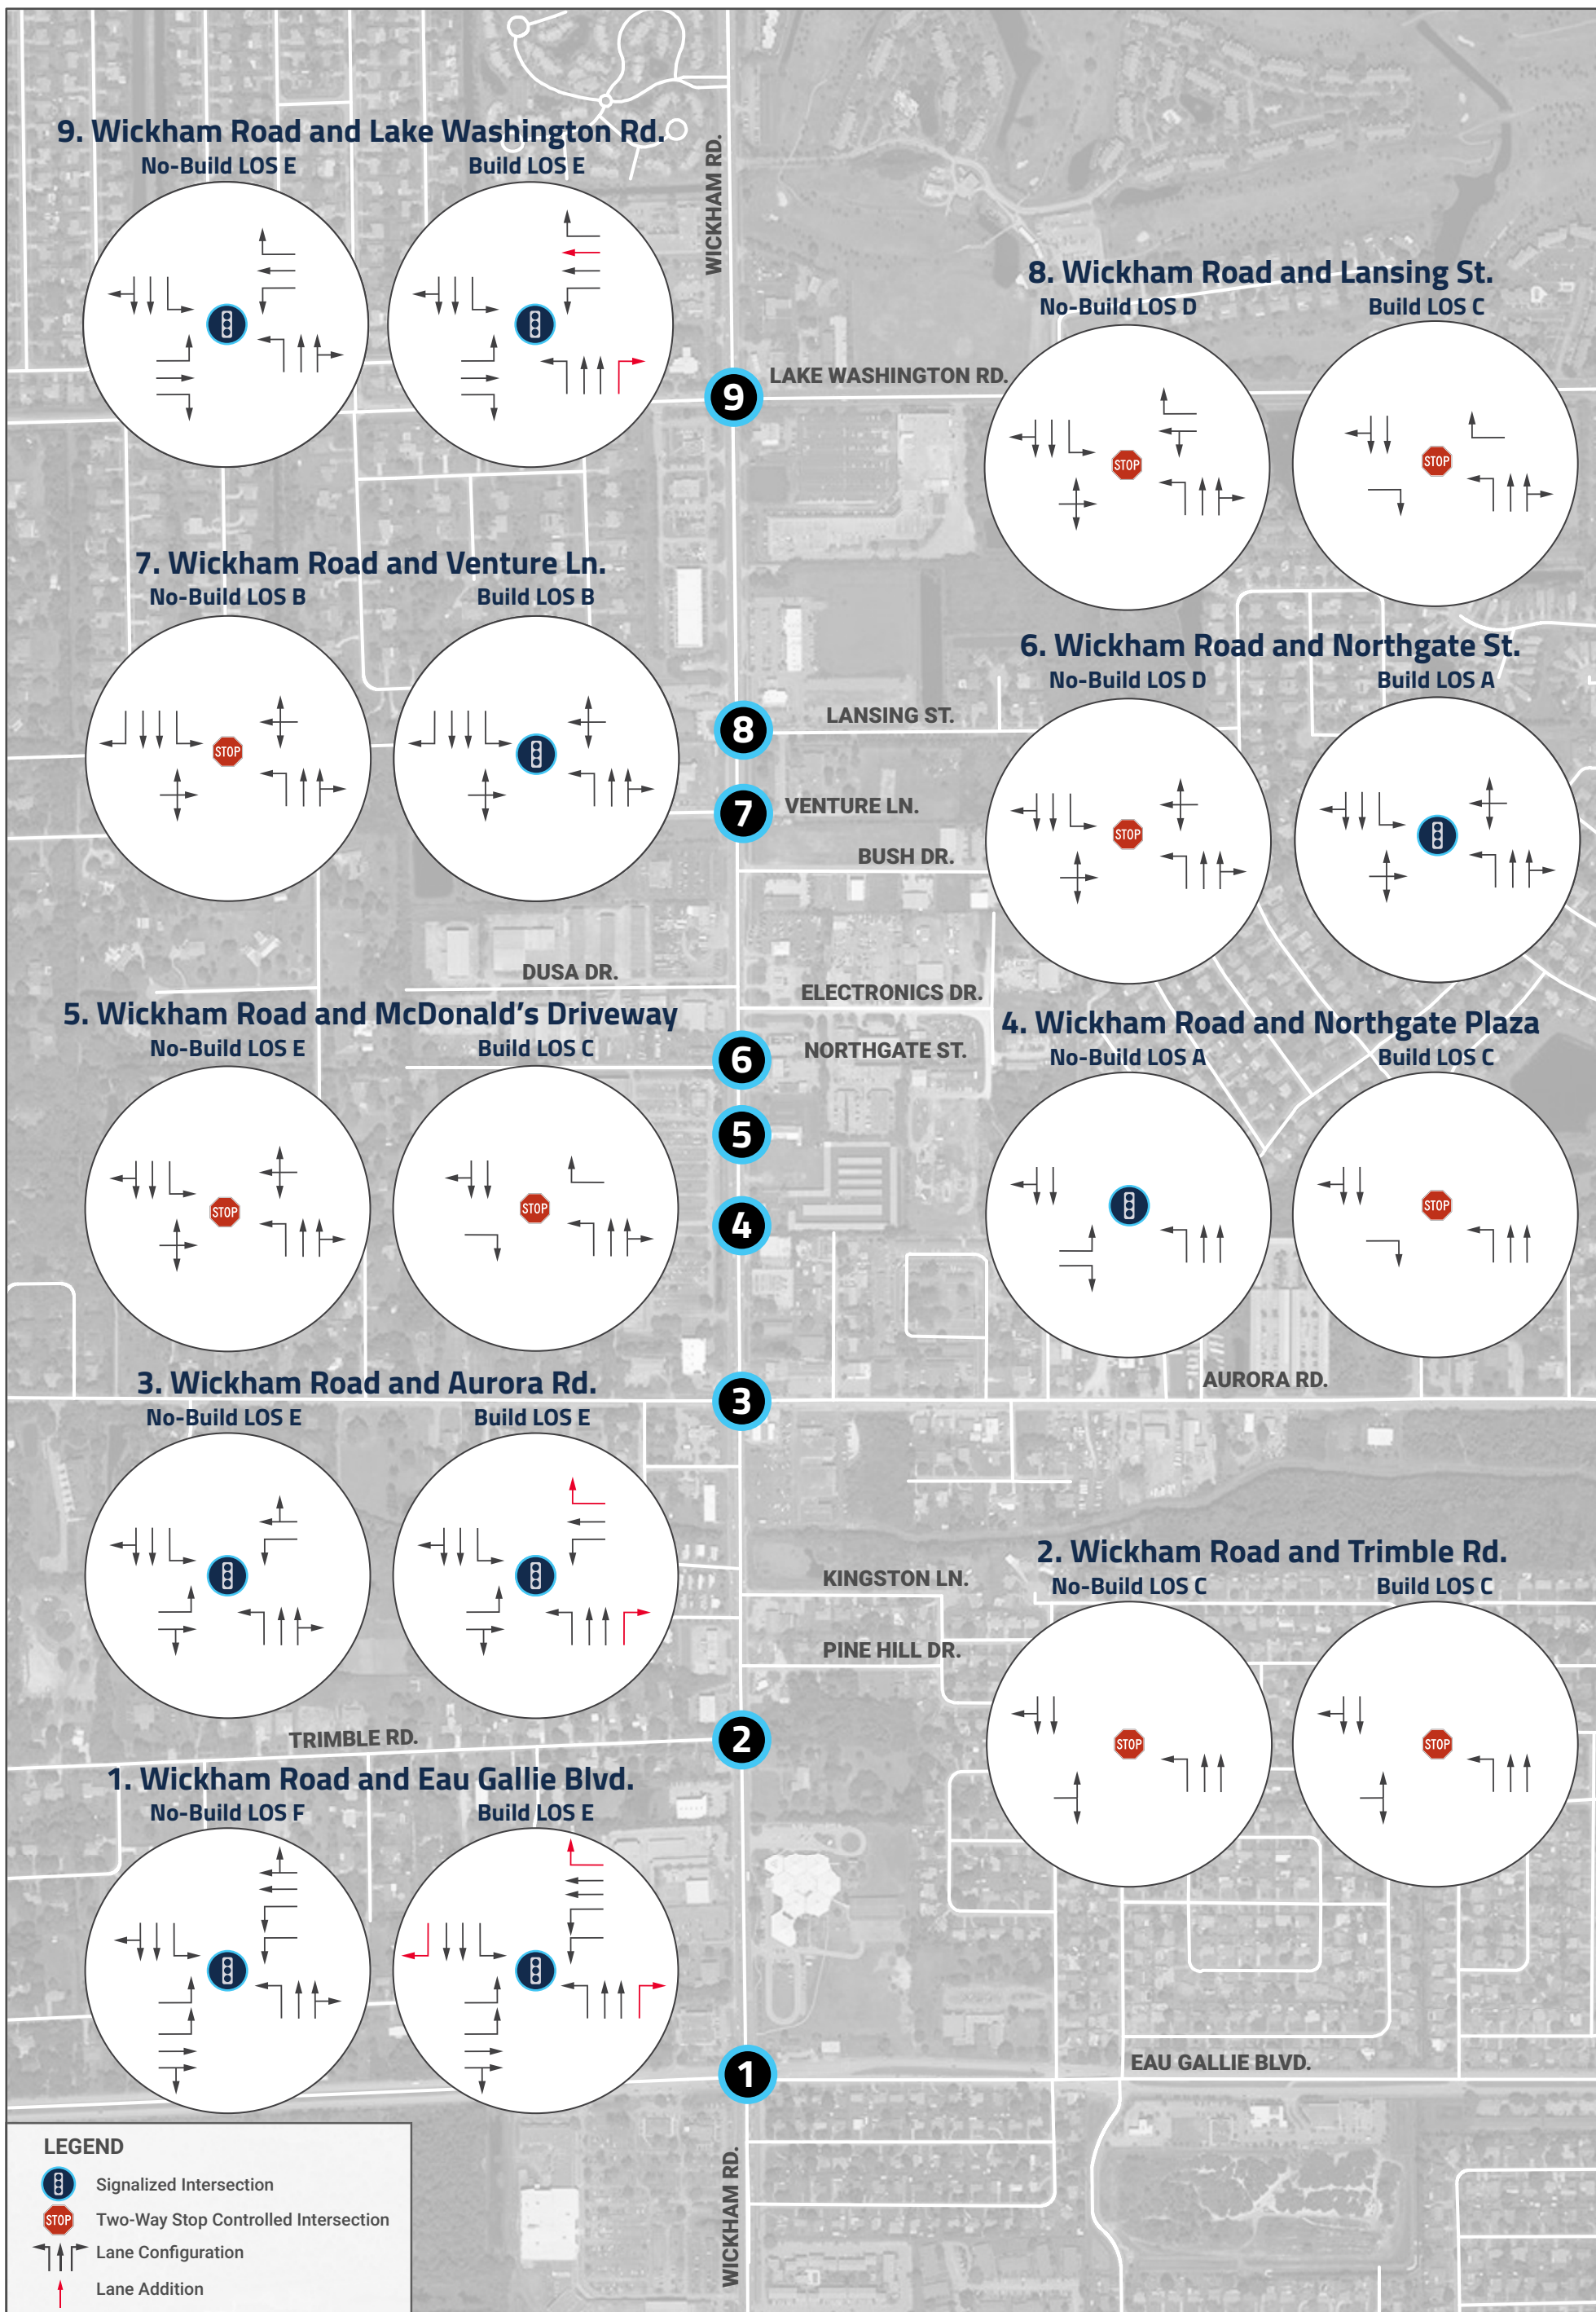 9. Wickham Road and Lake Washington Rd.
No-Build LOS E
Build LOS E
WICKHAM RD.
8. Wickham Road and Lansing St.
No-Build LOS D
Build LOS C
STOP
STOP
LAKE WASHINGTON RD.
9
7. Wickham Road and Venture Ln.
No-Build LOS B
Build LOS B
STOP
6. Wickham Road and Northgate St.
No-Build LOS D
Build LOS A
STOP
LANSING ST.
8
VENTURE LN.
7
BUSH DR.
DUSA DR.
ELECTRONICS DR.
5. Wickham Road and McDonald's Driveway
No-Build LOS E
Build LOS C
STOP
STOP
NORTHGATE ST.
6
5
4
4. Wickham Road and Northgate Plaza
No-Build LOS A
Build LOS C
STOP
3. Wickham Road and Aurora Rd.
No-Build LOS E
Build LOS E
3
AURORA RD.
2. Wickham Road and Trimble Rd.
No-Build LOS C
Build LOS C
STOP
STOP
KINGSTON LN.
PINE HILL DR.
TRIMBLE RD.
2
1. Wickham Road and Eau Gallie Blvd.
No-Build LOS F
Build LOS E
1
EAU GALLIE BLVD.
WICKHAM RD.
LEGEND
Signalized Intersection
STOP
Two-Way Stop Controlled Intersection
Lane Configuration
Lane Addition